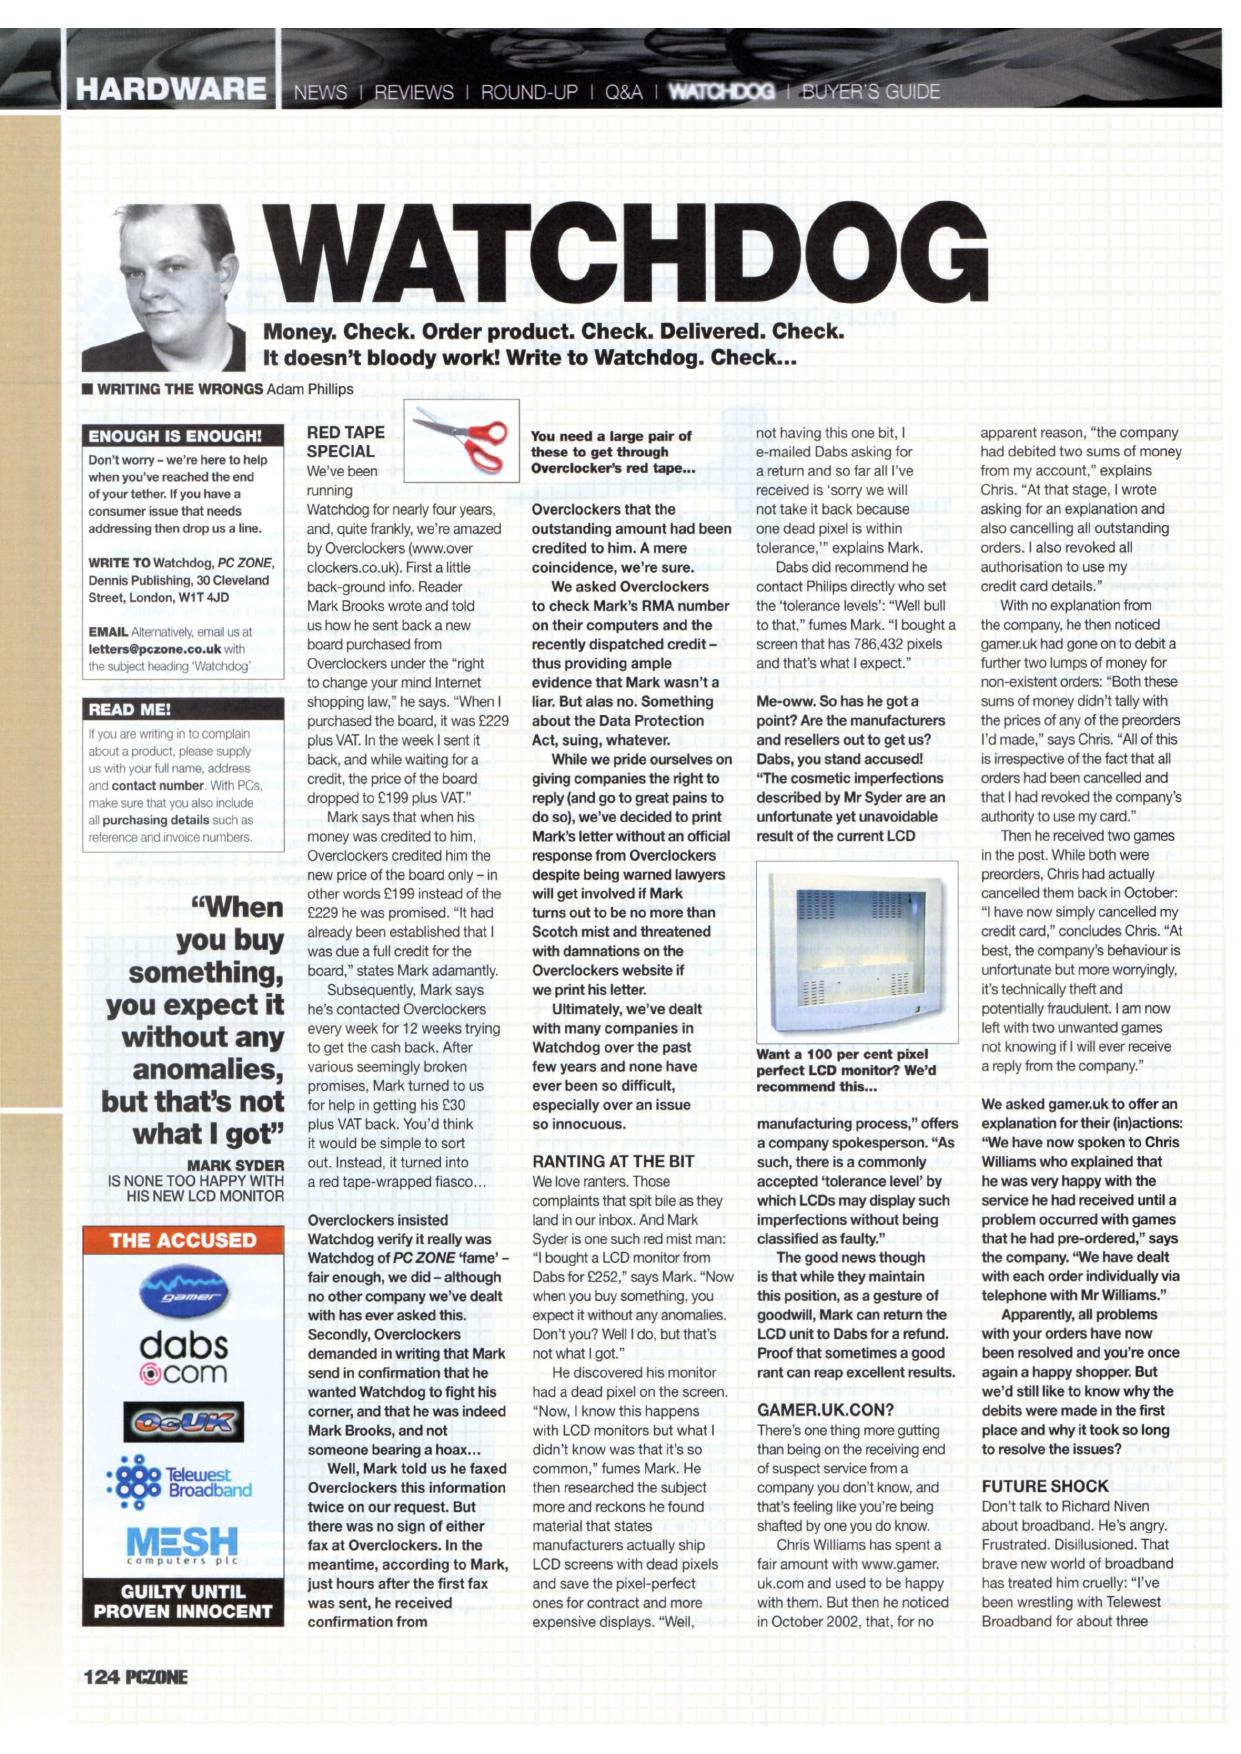 HARDWARE
NEWS | REVIEWS | ROUND-UP | Q&A | WATCHDOG | BUYER'S GUIDE
WATCHDOG
Money. Check. Order product. Check. Delivered. Check.
It doesn't bloody work! Write to Watchdog. Check...
■ WRITING THE WRONGS Adam Phillips
ENOUGH IS ENOUGH!
Don't worry – we're here to help
when you've reached the end
of your tether. If you have a
consumer issue that needs
addressing then drop us a line.
WRITE TO Watchdog, PC ZONE,
Dennis Publishing, 30 Cleveland
Street, London, W1T 4JD
EMAIL Alternatively, email us at
letters@pczone.co.uk with
the subject heading 'Watchdog'
READ ME!
If you are writing in to complain
about a product, please supply
us with your full name, address
and contact number. With PCs,
make sure that you also include
all purchasing details such as
reference and invoice numbers.
"When
you buy
something,
you expect it
without any
anomalies,
but that's not
what I got"
MARK SYDER
IS NONE TOO HAPPY WITH
HIS NEW LCD MONITOR
THE ACCUSED
gamer
dabs
.com
OcUK
Telewest
Broadband
MESH
computers plc
GUILTY UNTIL
PROVEN INNOCENT
RED TAPE
SPECIAL
We've been
running
Watchdog for nearly four years,
and, quite frankly, we're amazed
by Overclockers (www.over
clockers.co.uk). First a little
back-ground info. Reader
Mark Brooks wrote and told
us how he sent back a new
board purchased from
Overclockers under the "right
to change your mind Internet
shopping law," he says. "When I
purchased the board, it was £229
plus VAT. In the week I sent it
back, and while waiting for a
credit, the price of the board
dropped to £199 plus VAT."
Mark says that when his
money was credited to him,
Overclockers credited him the
new price of the board only – in
other words £199 instead of the
£229 he was promised. "It had
already been established that I
was due a full credit for the
board," states Mark adamantly.
Subsequently, Mark says
he's contacted Overclockers
every week for 12 weeks trying
to get the cash back. After
various seemingly broken
promises, Mark turned to us
for help in getting his £30
plus VAT back. You'd think
it would be simple to sort
out. Instead, it turned into
a red tape-wrapped fiasco...
Overclockers insisted
Watchdog verify it really was
Watchdog of PC ZONE 'fame' –
fair enough, we did – although
no other company we've dealt
with has ever asked this.
Secondly, Overclockers
demanded in writing that Mark
send in confirmation that he
wanted Watchdog to fight his
corner, and that he was indeed
Mark Brooks, and not
someone bearing a hoax...
Well, Mark told us he faxed
Overclockers this information
twice on our request. But
there was no sign of either
fax at Overclockers. In the
meantime, according to Mark,
just hours after the first fax
was sent, he received
confirmation from
You need a large pair of
these to get through
Overclocker's red tape...
Overclockers that the
outstanding amount had been
credited to him. A mere
coincidence, we're sure.
We asked Overclockers
to check Mark's RMA number
on their computers and the
recently dispatched credit –
thus providing ample
evidence that Mark wasn't a
liar. But alas no. Something
about the Data Protection
Act, suing, whatever.
While we pride ourselves on
giving companies the right to
reply (and go to great pains to
do so), we've decided to print
Mark's letter without an official
response from Overclockers
despite being warned lawyers
will get involved if Mark
turns out to be no more than
Scotch mist and threatened
with damnations on the
Overclockers website if
we print his letter.
Ultimately, we've dealt
with many companies in
Watchdog over the past
few years and none have
ever been so difficult,
especially over an issue
so innocuous.
RANTING AT THE BIT
We love ranters. Those
complaints that spit bile as they
land in our inbox. And Mark
Syder is one such red mist man:
"I bought a LCD monitor from
Dabs for £252," says Mark. "Now
when you buy something, you
expect it without any anomalies.
Don't you? Well I do, but that's
not what I got."
He discovered his monitor
had a dead pixel on the screen.
"Now, I know this happens
with LCD monitors but what I
didn't know was that it's so
common," fumes Mark. He
then researched the subject
more and reckons he found
material that states
manufacturers actually ship
LCD screens with dead pixels
and save the pixel-perfect
ones for contract and more
expensive displays. "Well,
not having this one bit, I
e-mailed Dabs asking for
a return and so far all I've
received is 'sorry we will
not take it back because
one dead pixel is within
tolerance,'" explains Mark.
Dabs did recommend he
contact Philips directly who set
the 'tolerance levels': "Well bull
to that," fumes Mark. "I bought a
screen that has 786,432 pixels
and that's what I expect."
Me-oww. So has he got a
point? Are the manufacturers
and resellers out to get us?
Dabs, you stand accused!
"The cosmetic imperfections
described by Mr Syder are an
unfortunate yet unavoidable
result of the current LCD
Want a 100 per cent pixel
perfect LCD monitor? We'd
recommend this...
manufacturing process," offers
a company spokesperson. "As
such, there is a commonly
accepted 'tolerance level' by
which LCDs may display such
imperfections without being
classified as faulty."
The good news though
is that while they maintain
this position, as a gesture of
goodwill, Mark can return the
LCD unit to Dabs for a refund.
Proof that sometimes a good
rant can reap excellent results.
GAMER.UK.CON?
There's one thing more gutting
than being on the receiving end
of suspect service from a
company you don't know, and
that's feeling like you're being
shafted by one you do know.
Chris Williams has spent a
fair amount with www.gamer.
uk.com and used to be happy
with them. But then he noticed
in October 2002, that, for no
apparent reason, "the company
had debited two sums of money
from my account," explains
Chris. "At that stage, I wrote
asking for an explanation and
also cancelling all outstanding
orders. I also revoked all
authorisation to use my
credit card details."
With no explanation from
the company, he then noticed
gamer.uk had gone on to debit a
further two lumps of money for
non-existent orders: "Both these
sums of money didn't tally with
the prices of any of the preorders
I'd made," says Chris. "All of this
is irrespective of the fact that all
orders had been cancelled and
that I had revoked the company's
authority to use my card."
Then he received two games
in the post. While both were
preorders, Chris had actually
cancelled them back in October:
"I have now simply cancelled my
credit card," concludes Chris. "At
best, the company's behaviour is
unfortunate but more worryingly,
it's technically theft and
potentially fraudulent. I am now
left with two unwanted games
not knowing if I will ever receive
a reply from the company."
We asked gamer.uk to offer an
explanation for their (in)actions:
"We have now spoken to Chris
Williams who explained that
he was very happy with the
service he had received until a
problem occurred with games
that he had pre-ordered," says
the company. "We have dealt
with each order individually via
telephone with Mr Williams."
Apparently, all problems
with your orders have now
been resolved and you're once
again a happy shopper. But
we'd still like to know why the
debits were made in the first
place and why it took so long
to resolve the issues?
FUTURE SHOCK
Don't talk to Richard Niven
about broadband. He's angry.
Frustrated. Disillusioned. That
brave new world of broadband
has treated him cruelly: "I've
been wrestling with Telewest
Broadband for about three
124 PCZONE